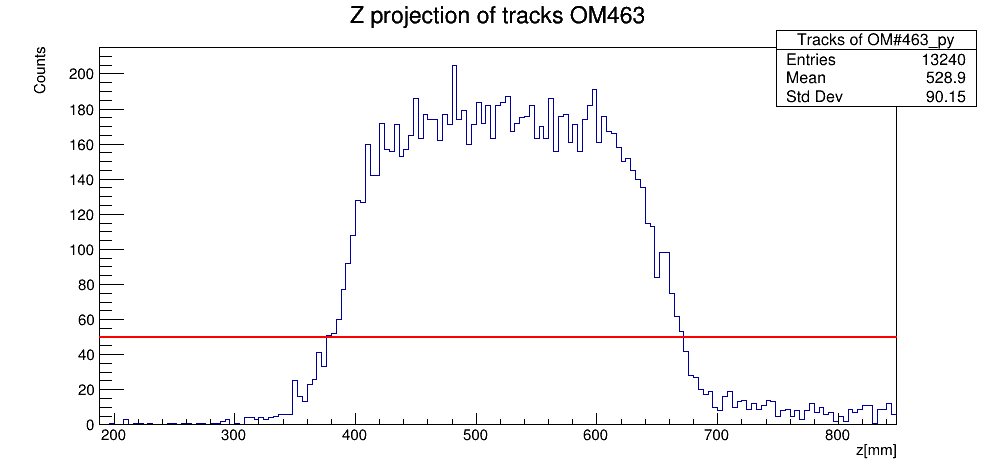 Z projection of tracks OM463
Counts
Tracks of OM#463_py
Entries 13240
Mean 528.9
Std Dev 90.15
200
180
160
140
120
100
80
60
40
20
0
200 300 400 500 600 700 800
z[mm]